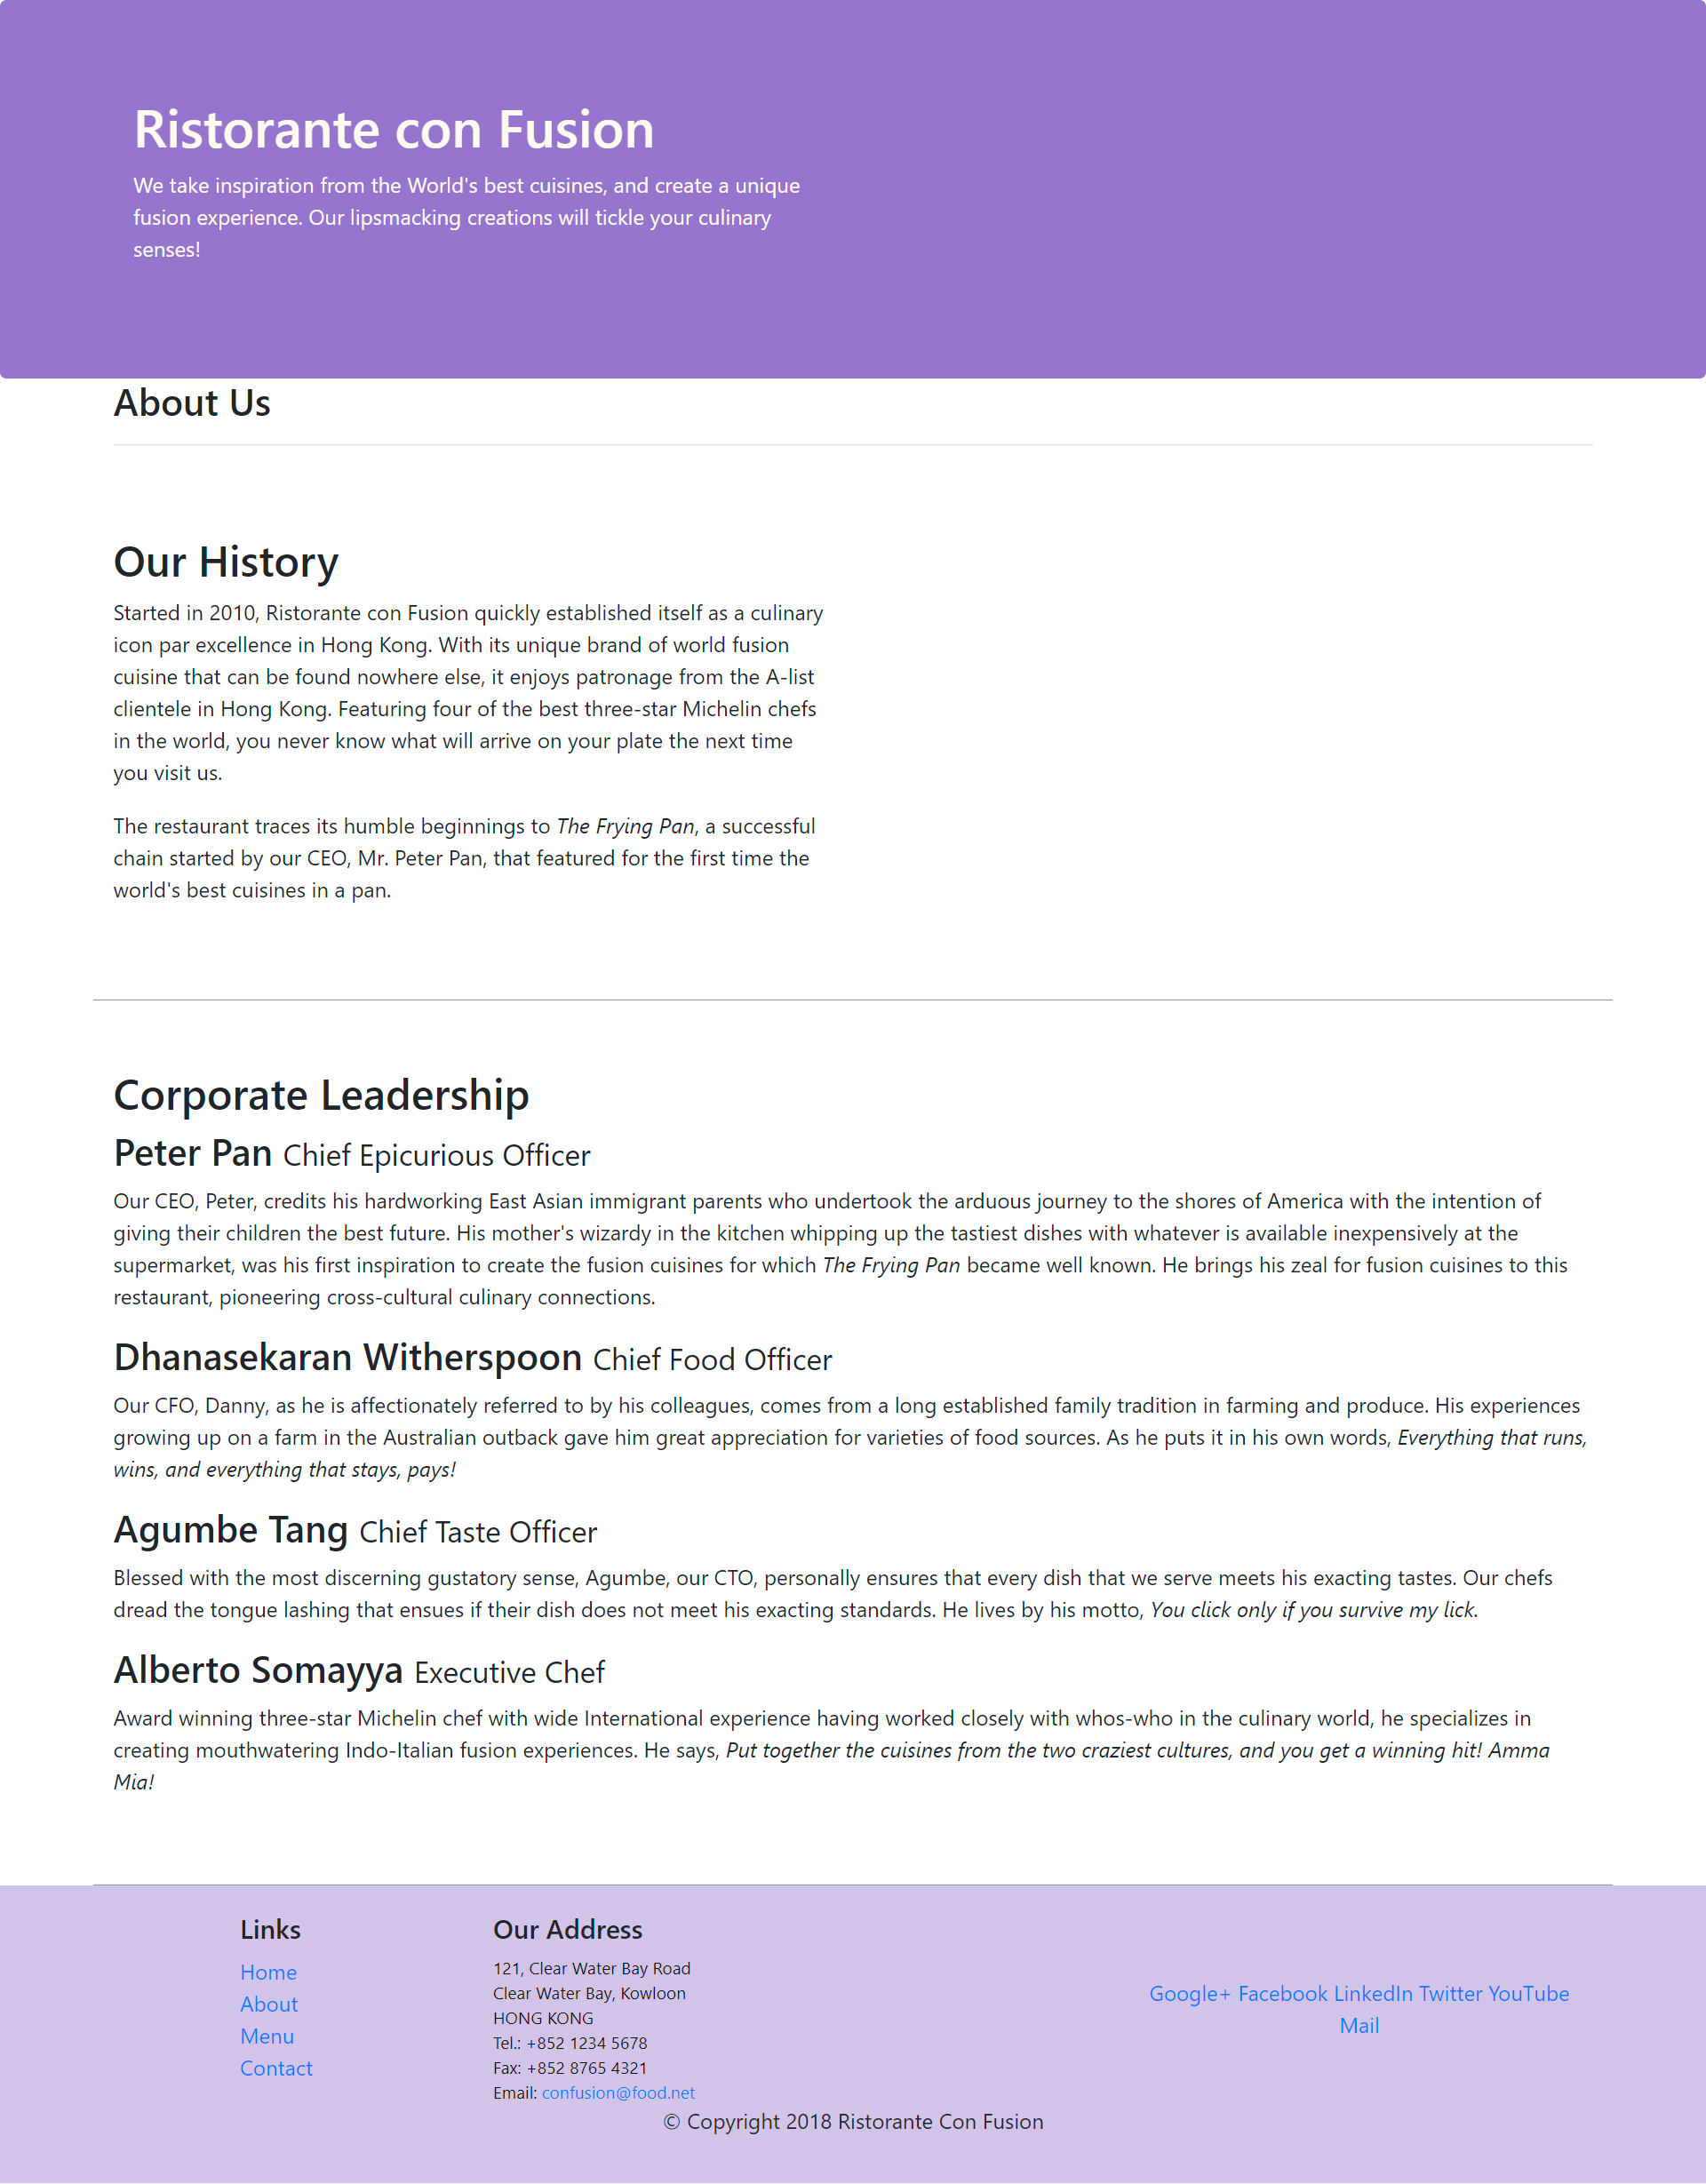 Ristorante con Fusion
We take inspiration from the World's best cuisines, and create a unique
fusion experience. Our lipsmacking creations will tickle your culinary
senses!
About Us
Our History
Started in 2010, Ristorante con Fusion quickly established itself as a culinary
icon par excellence in Hong Kong. With its unique brand of world fusion
cuisine that can be found nowhere else, it enjoys patronage from the A-list
clientele in Hong Kong. Featuring four of the best three-star Michelin chefs
in the world, you never know what will arrive on your plate the next time
you visit us.
The restaurant traces its humble beginnings to The Frying Pan, a successful
chain started by our CEO, Mr. Peter Pan, that featured for the first time the
world's best cuisines in a pan.
Corporate Leadership
Peter Pan Chief Epicurious Officer
Our CEO, Peter, credits his hardworking East Asian immigrant parents who undertook the arduous journey to the shores of America with the intention of
giving their children the best future. His mother's wizardy in the kitchen whipping up the tastiest dishes with whatever is available inexpensively at the
supermarket, was his first inspiration to create the fusion cuisines for which The Frying Pan became well known. He brings his zeal for fusion cuisines to this
restaurant, pioneering cross-cultural culinary connections.
Dhanasekaran Witherspoon Chief Food Officer
Our CFO, Danny, as he is affectionately referred to by his colleagues, comes from a long established family tradition in farming and produce. His experiences
growing up on a farm in the Australian outback gave him great appreciation for varieties of food sources. As he puts it in his own words, Everything that runs,
wins, and everything that stays, pays!
Agumbe Tang Chief Taste Officer
Blessed with the most discerning gustatory sense, Agumbe, our CTO, personally ensures that every dish that we serve meets his exacting tastes. Our chefs
dread the tongue lashing that ensues if their dish does not meet his exacting standards. He lives by his motto, You click only if you survive my lick.
Alberto Somayya Executive Chef
Award winning three-star Michelin chef with wide International experience having worked closely with whos-who in the culinary world, he specializes in
creating mouthwatering Indo-Italian fusion experiences. He says, Put together the cuisines from the two craziest cultures, and you get a winning hit! Amma
Mia!
Links
Home
About
Menu
Contact
Our Address
121, Clear Water Bay Road
Clear Water Bay, Kowloon
HONG KONG
Tel.: +852 1234 5678
Fax: +852 8765 4321
Email: confusion@food.net
Google+ Facebook LinkedIn Twitter YouTube
Mail
© Copyright 2018 Ristorante Con Fusion